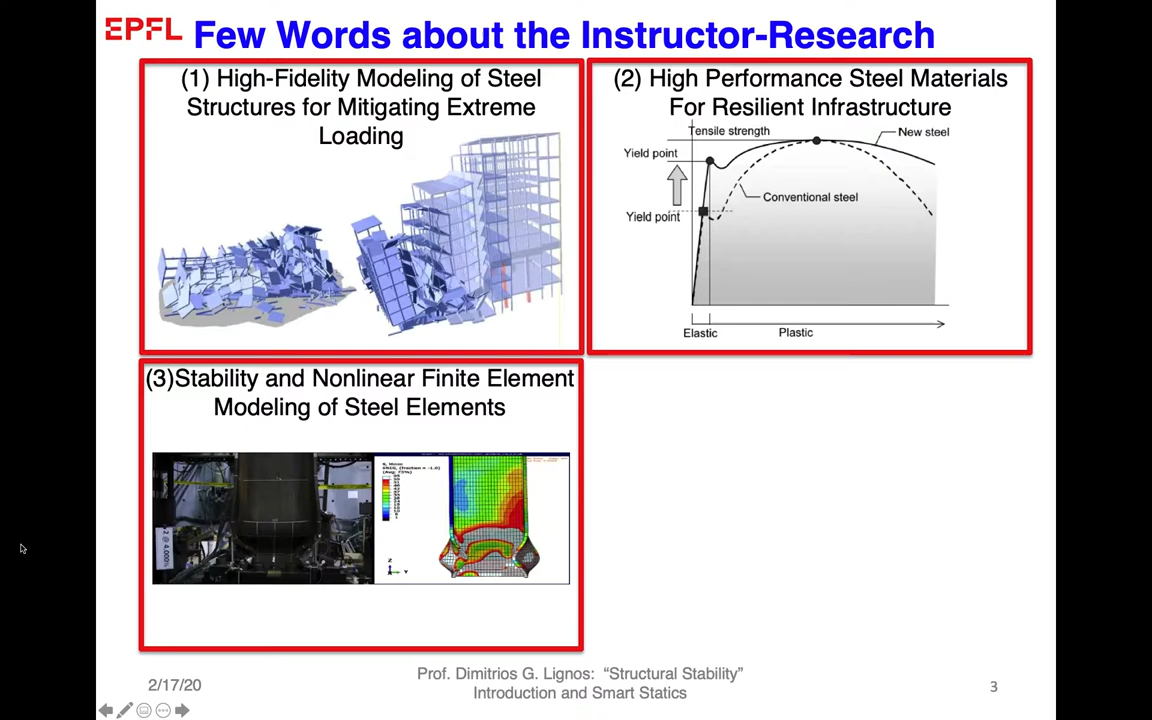 EPFL
Few Words about the Instructor-Research
(1) High-Fidelity Modeling of Steel
Structures for Mitigating Extreme
Loading
(2) High Performance Steel Materials
For Resilient Infrastructure
Tensile strength
New steel
Yield point
Conventional steel
Yield point
Elastic
Plastic
(3)Stability and Nonlinear Finite Element
Modeling of Steel Elements
Z
Y
Prof. Dimitrios G. Lignos: “Structural Stability”
Introduction and Smart Statics
2/17/20
3